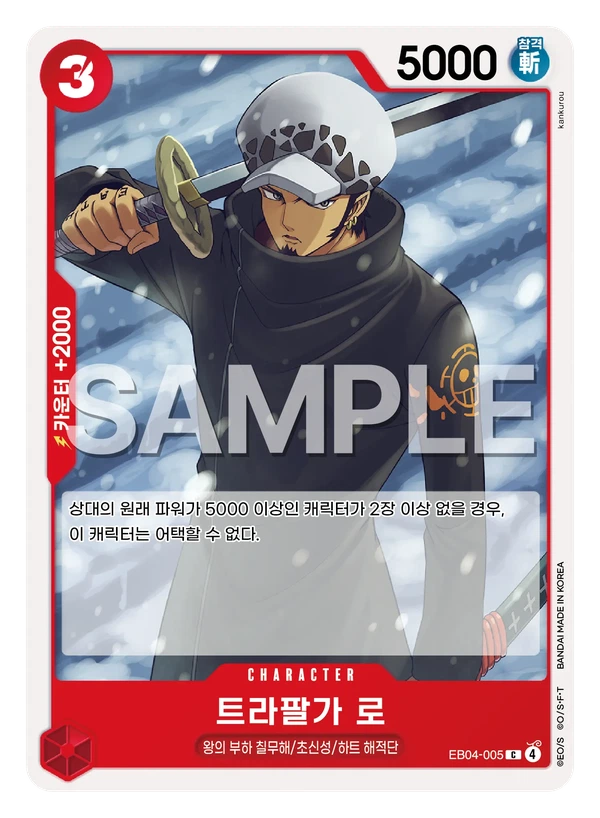 3
5000
참격
斬
kankurou
카운터 +2000
SAMPLE
상대의 원래 파워가 5000 이상인 캐릭터가 2장 이상 없을 경우,
이 캐릭터는 어택할 수 없다.
CHARACTER
트라팔가 로
왕의 부하 칠무해/초신성/하트 해적단
EB04-005 C 4
©EO/S ©O/S·F·T BANDAI MADE IN KOREA